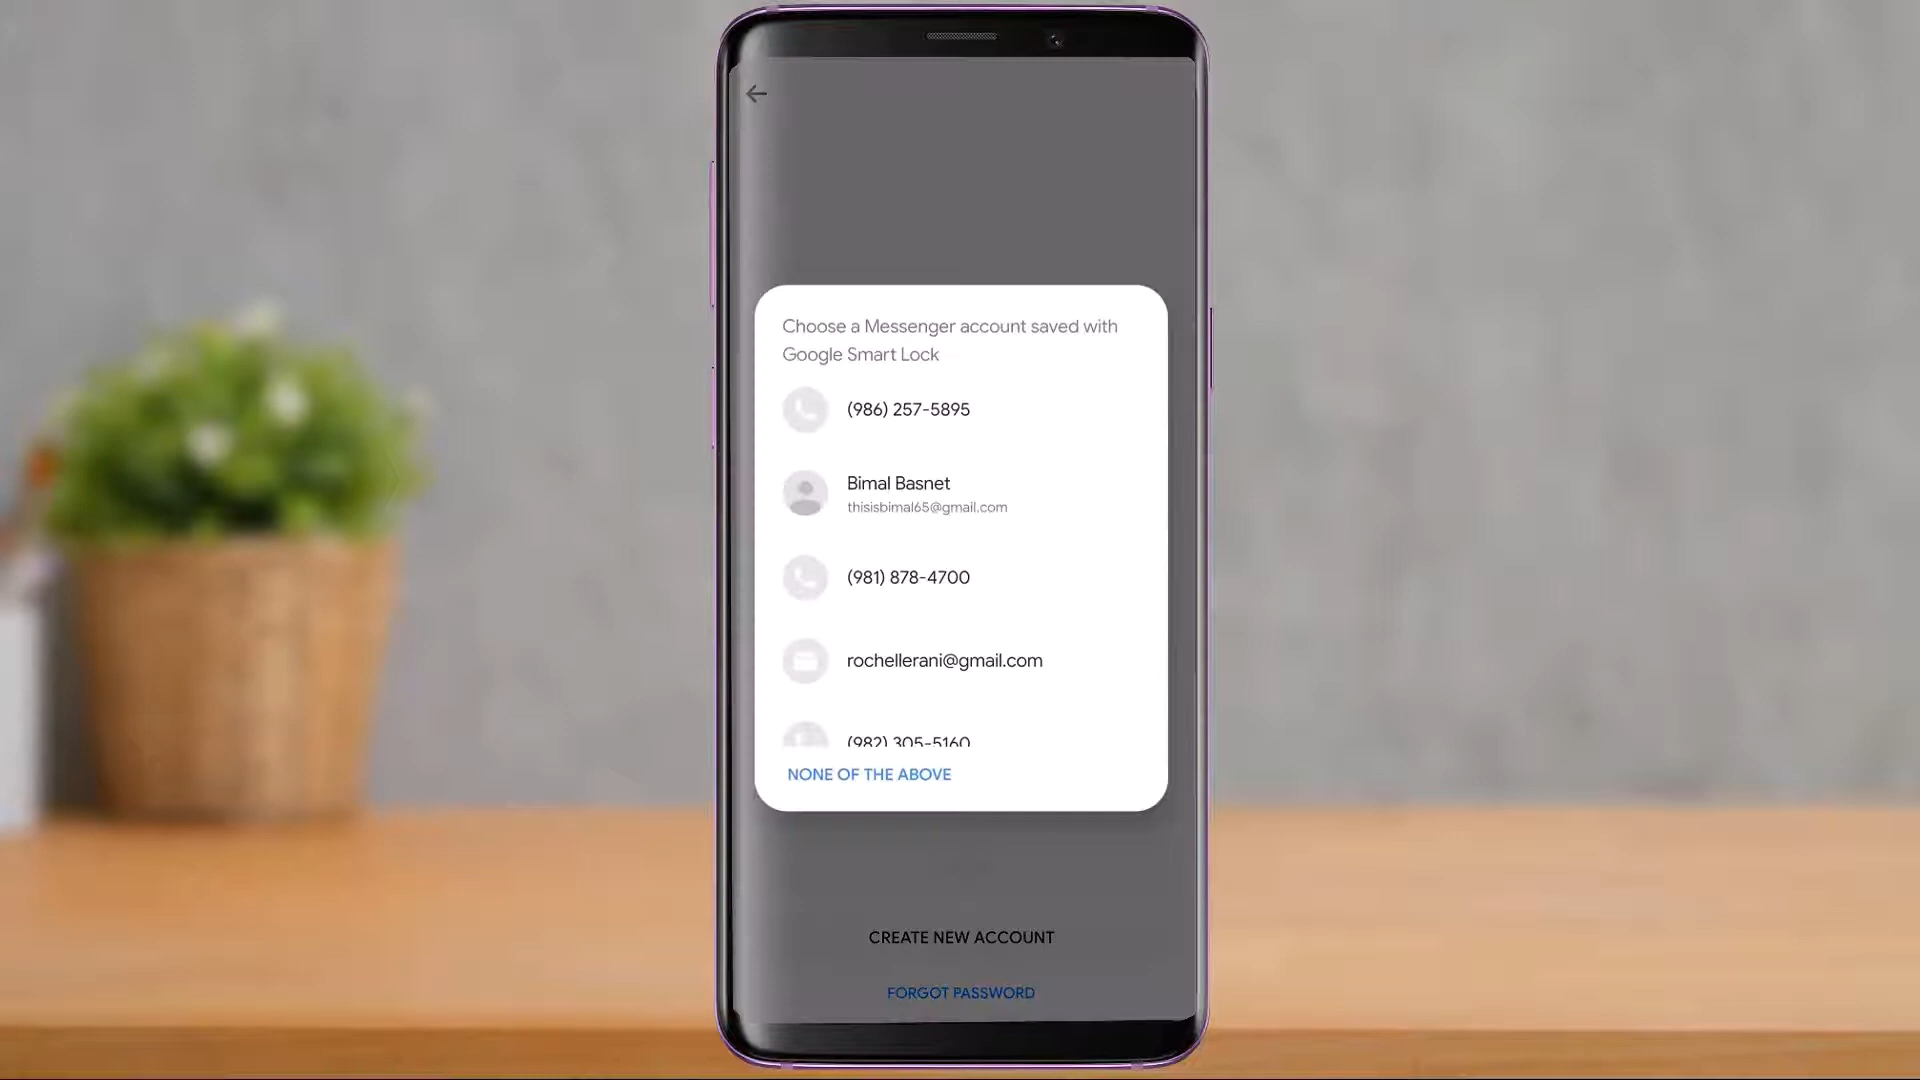 Choose a Messenger account saved with
Google Smart Lock
(986) 257-5895
Bimal Basnet
thisisbimal65@gmail.com
(981) 878-4700
rochellerani@gmail.com
(982) 305-5160
NONE OF THE ABOVE
CREATE NEW ACCOUNT
FORGOT PASSWORD